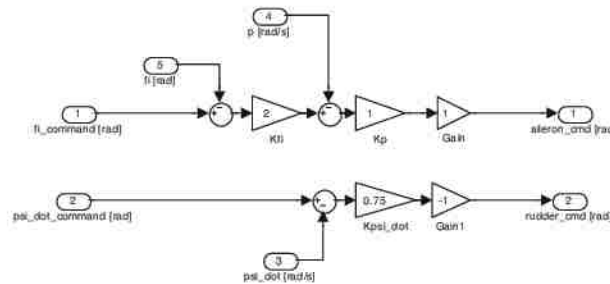 4
p [rad/s]
5
fi [rad]
1
fi_command [rad]
2
Kfi
1
Kp
1
Gain
1
aileron_cmd [rad
2
psi_dot_command [rad]
0.75
Kpsi_dot
-1
Gain1
2
rudder_cmd [rad]
3
psi_dot [rad/s]